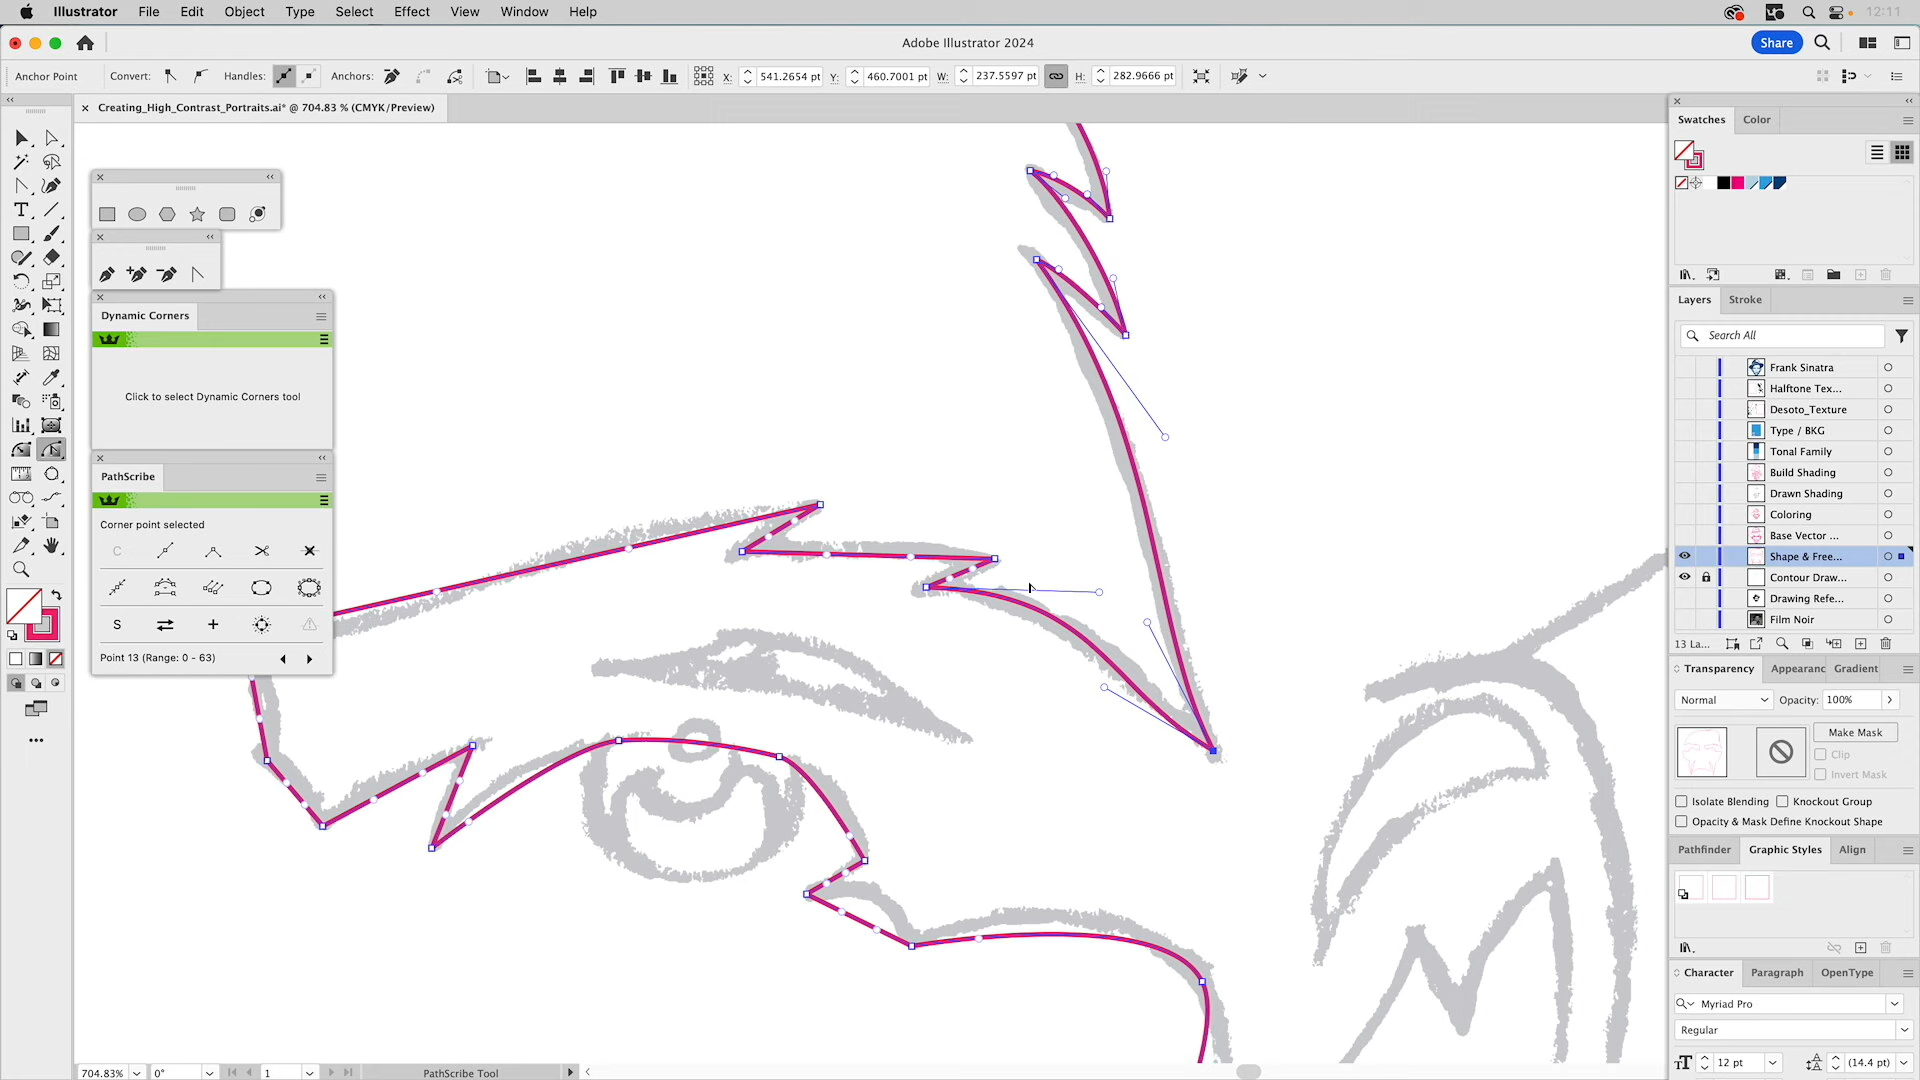 Illustrator File Edit Object Type Select Effect View Window Help 12:11
Adobe Illustrator 2024
Share
Anchor Point Convert: Handles: Anchors: X: 541.2654 pt Y: 460.7001 pt W: 237.5597 pt H: 282.9666 pt
Creating_High_Contrast_Portraits.ai* @ 704.83 % (CMYK/Preview)
Dynamic Corners
Click to select Dynamic Corners tool
PathScribe
Corner point selected
C
S
Point 13 (Range: 0 - 63)
704.83% 0° 1 PathScribe Tool
Swatches Color
Layers Stroke
Search All
Frank Sinatra
Halftone Tex...
Desoto_Texture
Type / BKG
Tonal Family
Build Shading
Drawn Shading
Coloring
Base Vector ...
Shape & Free...
Contour Draw...
Drawing Refe...
Film Noir
13 La...
Transparency Appearanc Gradient
Normal Opacity: 100%
Make Mask
Clip
Invert Mask
Isolate Blending Knockout Group
Opacity & Mask Define Knockout Shape
Pathfinder Graphic Styles Align
Character Paragraph OpenType
Myriad Pro
Regular
12 pt (14.4 pt)